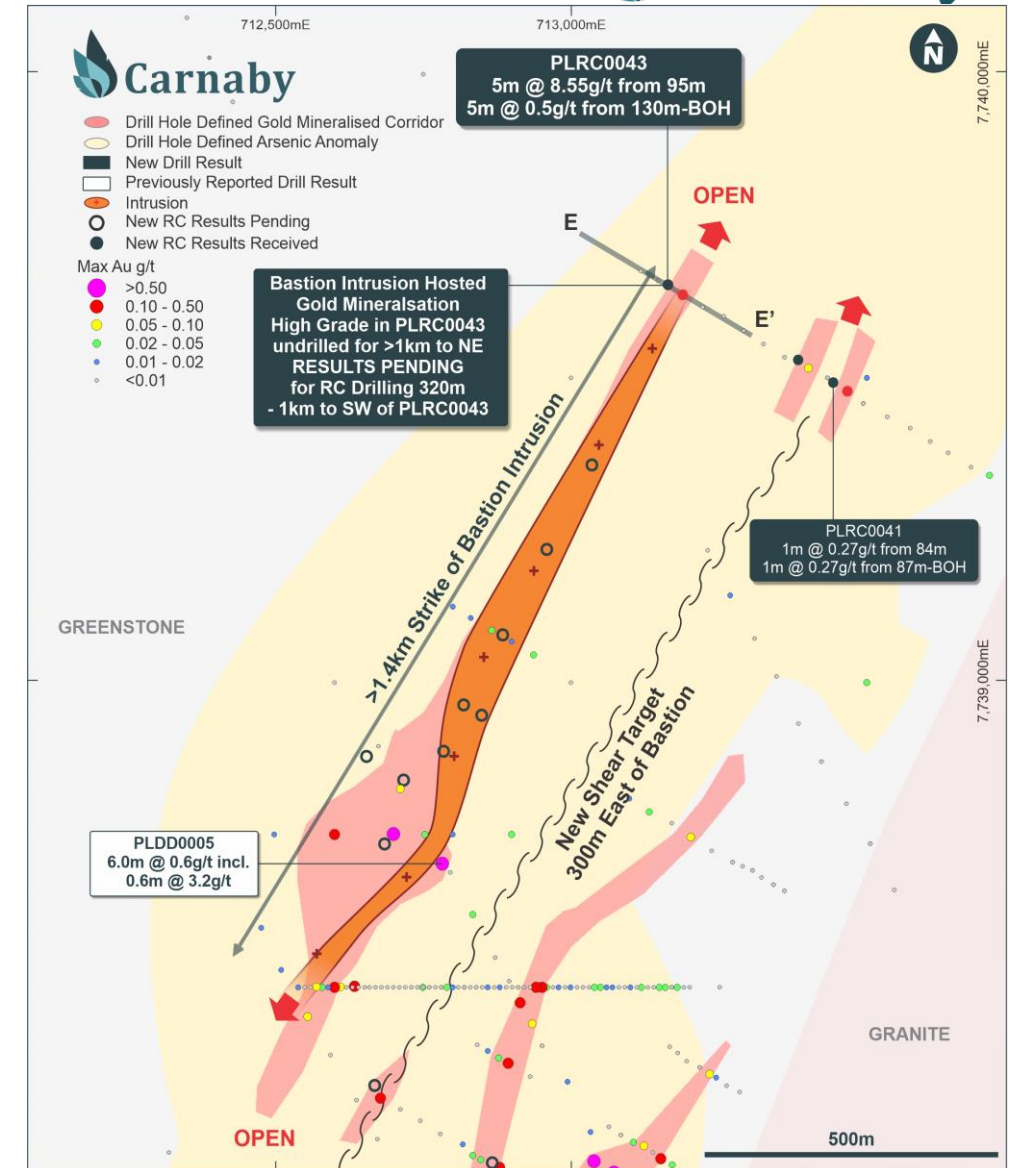 712,500mE
713,000mE
Carnaby
N
7,740,000mE
PLRC0043
5m @ 8.55g/t from 95m
5m @ 0.5g/t from 130m-BOH
Drill Hole Defined Gold Mineralised Corridor
Drill Hole Defined Arsenic Anomaly
New Drill Result
Previously Reported Drill Result
Intrusion
New RC Results Pending
New RC Results Received
Max Au g/t
>0.50
0.10 - 0.50
0.05 - 0.10
0.02 - 0.05
0.01 - 0.02
<0.01
OPEN
E
E'
Bastion Intrusion Hosted
Gold Mineralsation
High Grade in PLRC0043
undrilled for >1km to NE
RESULTS PENDING
for RC Drilling 320m
- 1km to SW of PLRC0043
>1.4km Strike of Bastion Intrusion
PLRC0041
1m @ 0.27g/t from 84m
1m @ 0.27g/t from 87m-BOH
GREENSTONE
7,739,000mE
New Shear Target
300m East of Bastion
PLDD0005
6.0m @ 0.6g/t incl.
0.6m @ 3.2g/t
GRANITE
OPEN
500m